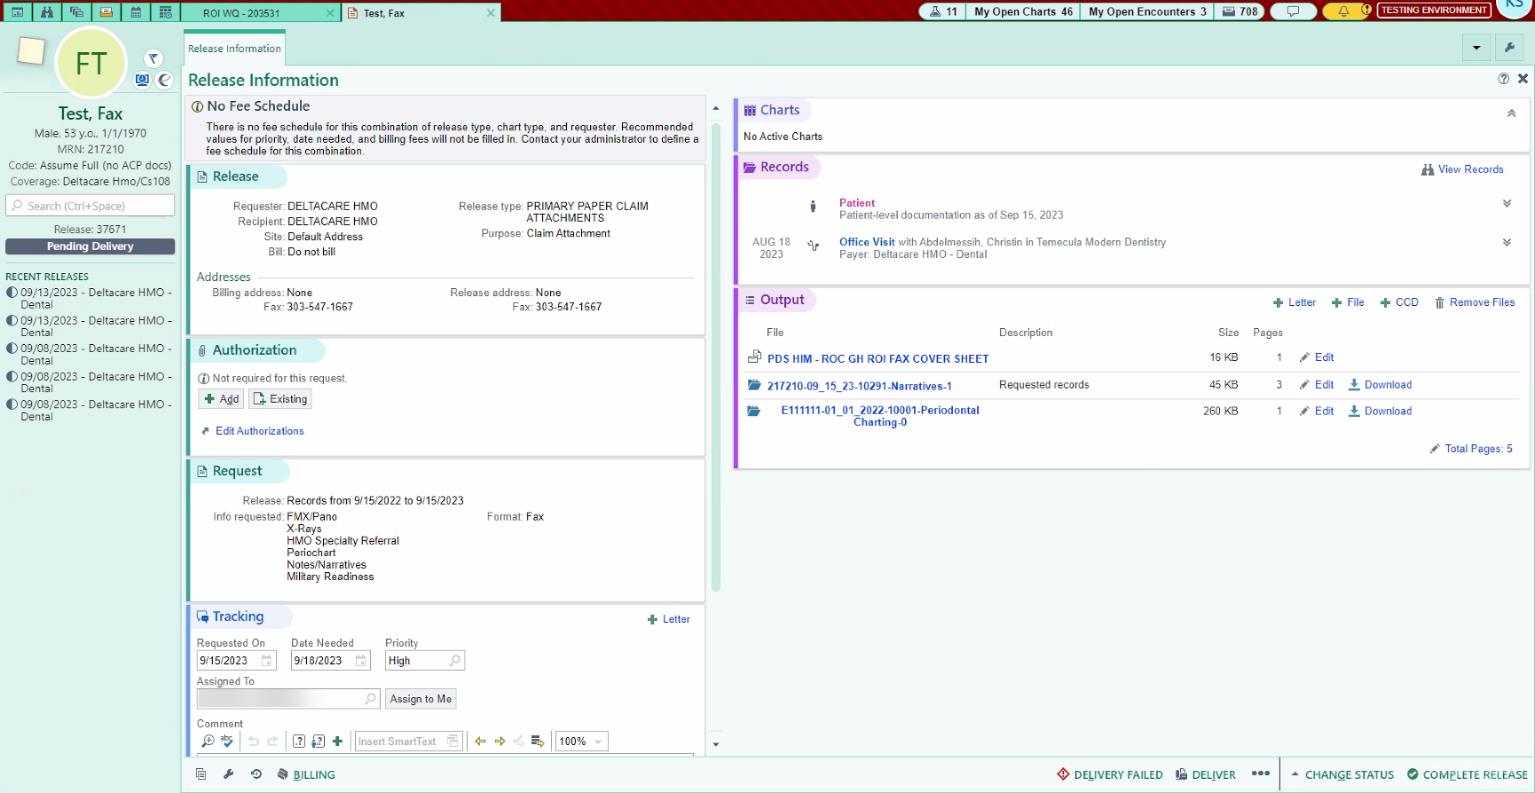 ROI WQ - 203531
Test, Fax
11
My Open Charts 46
My Open Encounters 3
708
TESTING ENVIRONMENT
KS
FT
Test, Fax
Male, 53 y.o., 1/1/1970
MRN: 217210
Code: Assume Full (no ACP docs)
Coverage: Deltacare Hmo/Cs108
Search (Ctrl+Space)
Release: 37671
Pending Delivery
RECENT RELEASES
09/13/2023 - Deltacare HMO -
Dental
09/13/2023 - Deltacare HMO -
Dental
09/08/2023 - Deltacare HMO -
Dental
09/08/2023 - Deltacare HMO -
Dental
09/08/2023 - Deltacare HMO -
Dental
Release Information
Release Information
No Fee Schedule
There is no fee schedule for this combination of release type, chart type, and requester. Recommended
values for priority, date needed, and billing fees will not be filled in. Contact your administrator to define a
fee schedule for this combination.
Release
Requester: DELTACARE HMO
Recipient: DELTACARE HMO
Site: Default Address
Bill: Do not bill
Release type: PRIMARY PAPER CLAIM
ATTACHMENTS
Purpose: Claim Attachment
Addresses
Billing address: None
Fax: 303-547-1667
Release address: None
Fax: 303-547-1667
Authorization
Not required for this request.
Add
Existing
Edit Authorizations
Request
Release: Records from 9/15/2022 to 9/15/2023
Info requested: FMX/Pano
X-Rays
HMO Specialty Referral
Periochart
Notes/Narratives
Military Readiness
Format: Fax
Tracking
Letter
Requested On
Date Needed
Priority
9/15/2023
9/18/2023
High
Assigned To
Assign to Me
Comment
Insert SmartText
100%
Charts
No Active Charts
Records
View Records
Patient
Patient-level documentation as of Sep 15, 2023
AUG 18
2023
Office Visit with Abdelmessih, Christin in Temecula Modern Dentistry
Payer: Deltacare HMO - Dental
Output
Letter
File
CCD
Remove Files
File
Description
Size
Pages
PDS HIM - ROC GH ROI FAX COVER SHEET
16 KB
1
Edit
217210-09_15_23-10291-Narratives-1
Requested records
45 KB
3
Edit
Download
E111111-01_01_2022-10001-Periodontal
Charting-0
260 KB
1
Edit
Download
Total Pages: 5
BILLING
DELIVERY FAILED
DELIVER
CHANGE STATUS
COMPLETE RELEASE